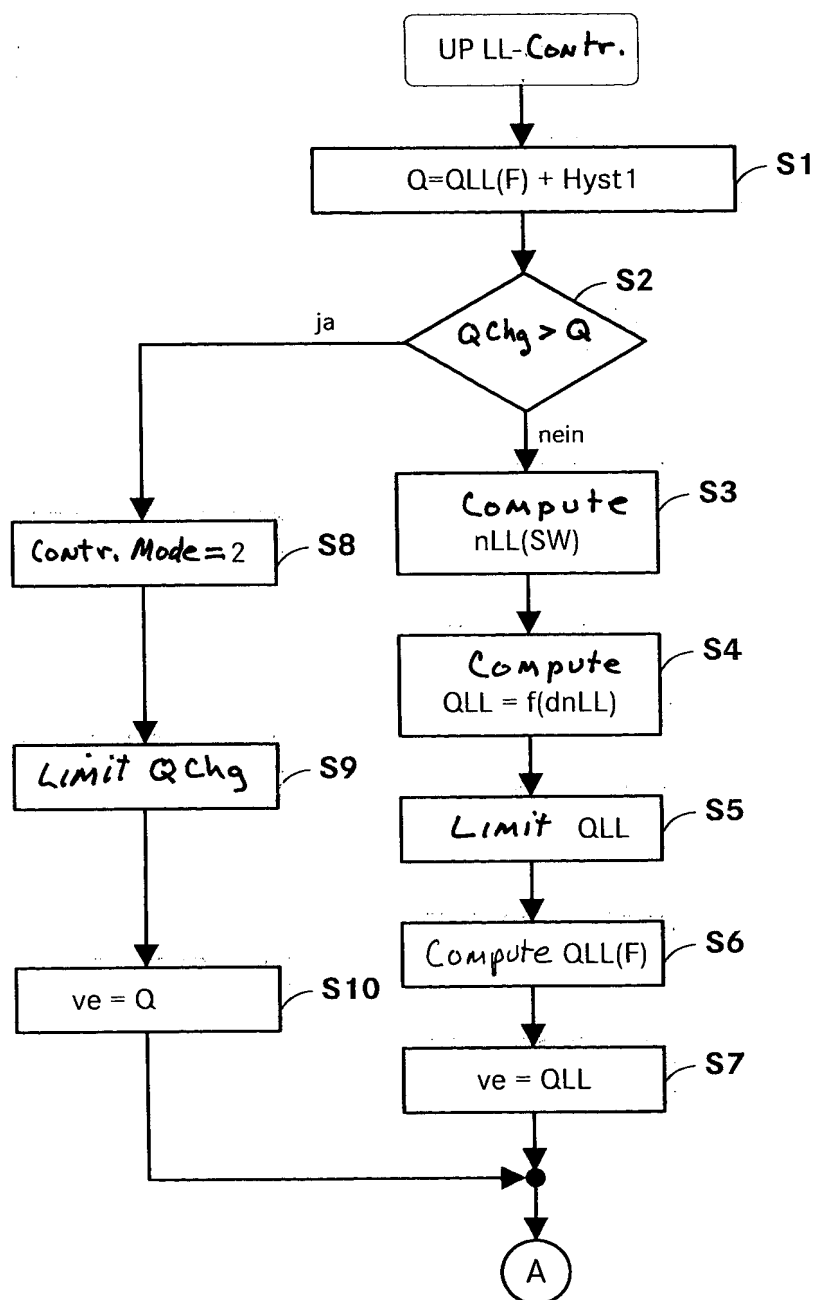 UP LL-Contr.
Q=QLL(F) + Hyst1
S1
S2
QChg > Q
ja
nein
Compute
nLL(SW)
S3
Contr. Mode = 2
S8
Compute
QLL = f(dnLL)
S4
Limit QChg
S9
Limit QLL
S5
Compute QLL(F)
S6
ve = Q
S10
ve = QLL
S7
A